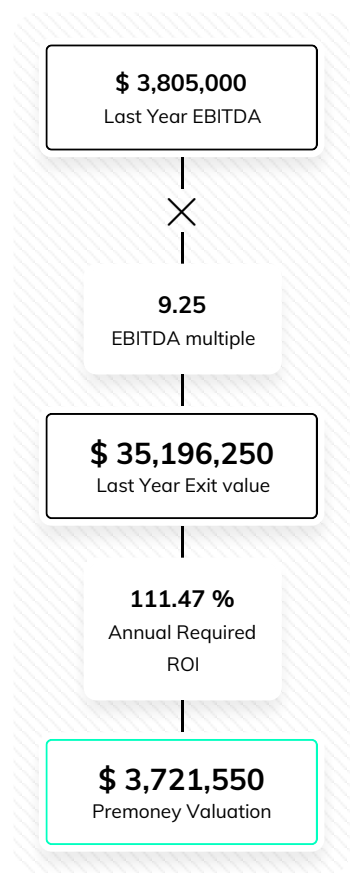 $ 3,805,000
Last Year EBITDA
9.25
EBITDA multiple
$ 35,196,250
Last Year Exit value
111.47 %
Annual Required
ROI
$ 3,721,550
Premoney Valuation